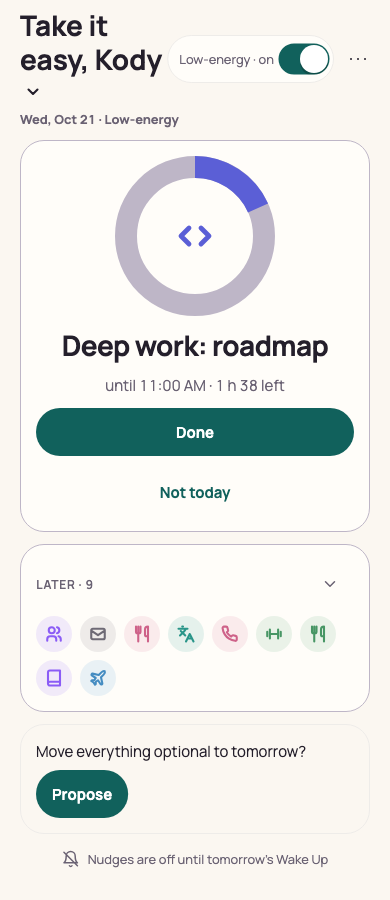 Take it
easy, Kody
Low-energy · on
Wed, Oct 21 · Low-energy
Deep work: roadmap
until 11:00 AM · 1 h 38 left
Done
Not today
LATER · 9
Move everything optional to tomorrow?
Propose
Nudges are off until tomorrow's Wake Up